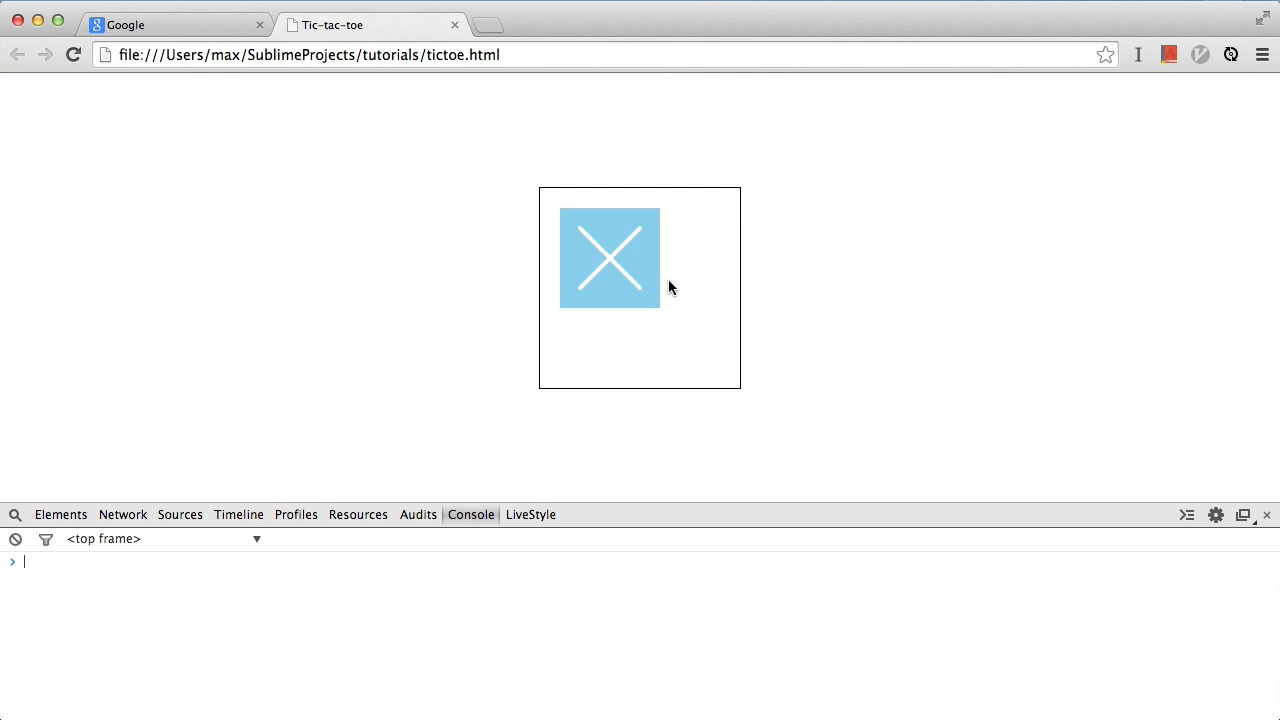 Google
Tic-tac-toe
file:///Users/max/SublimeProjects/tutorials/tictoe.html
Elements Network Sources Timeline Profiles Resources Audits Console LiveStyle
<top frame>